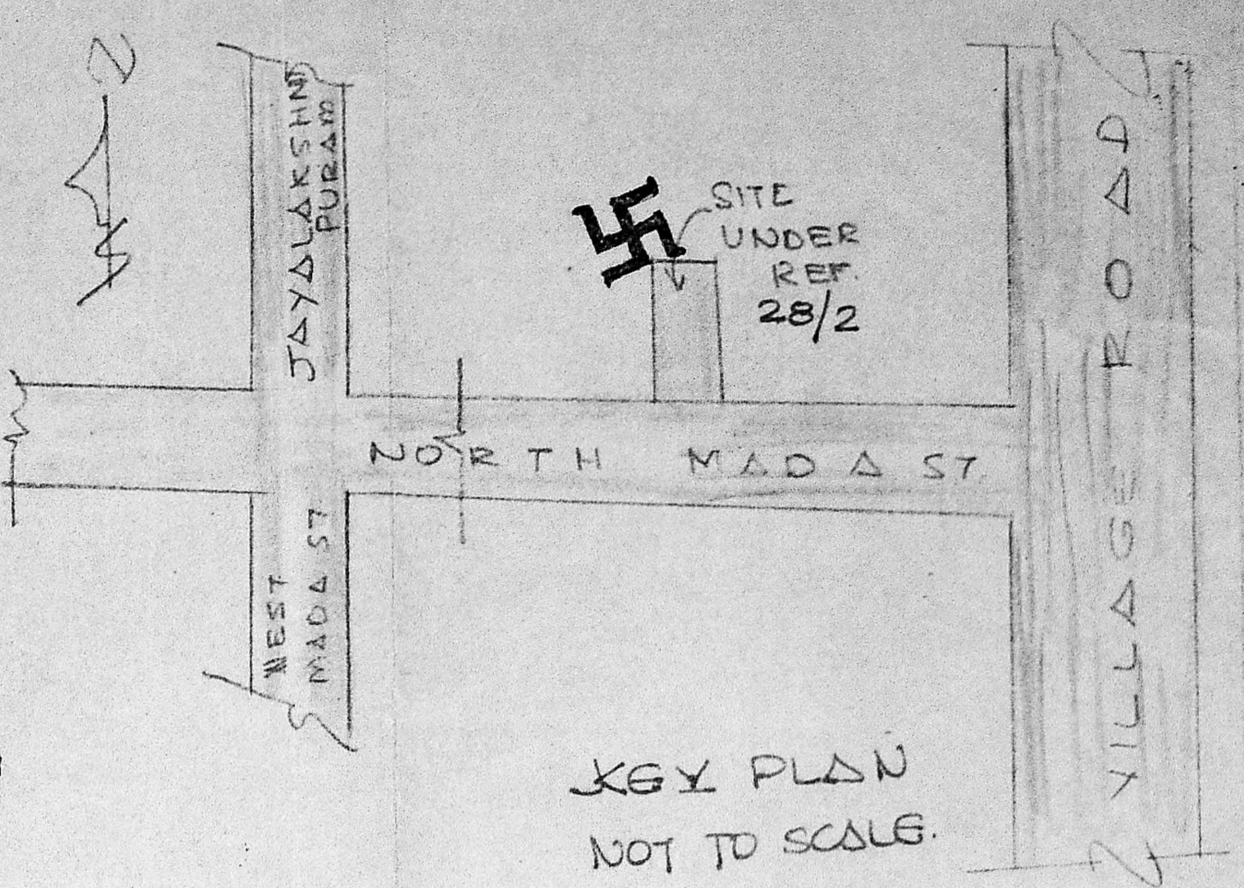 N
JAYALAKSHMI
PURAM
SITE
UNDER
REF.
28/2
NORTH MADA ST.
WEST
MADA ST
VILLAGE ROAD
KEY PLAN
NOT TO SCALE.